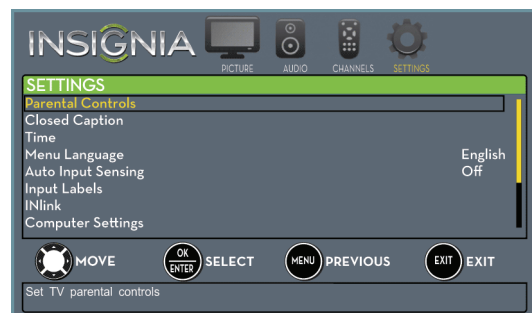 INSIGNIA
PICTURE AUDIO CHANNELS SETTINGS
SETTINGS
Parental Controls
Closed Caption
Time
Menu Language English
Auto Input Sensing Off
Input Labels
INlink
Computer Settings
MOVE OK ENTER SELECT MENU PREVIOUS EXIT EXIT
Set TV parental controls